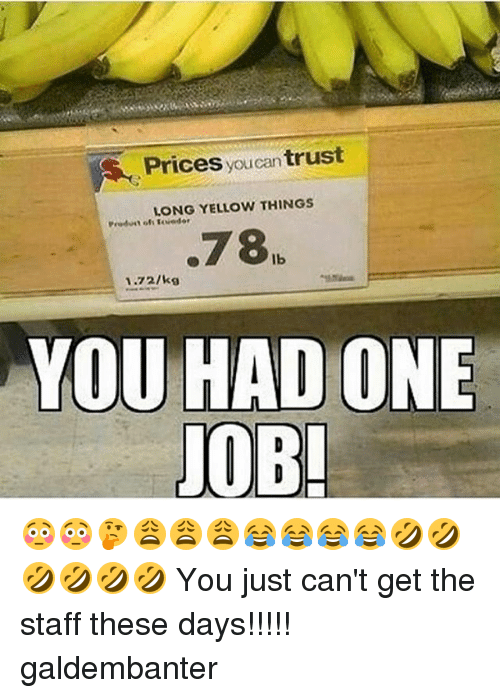 Prices you can trust
LONG YELLOW THINGS
Product of: Ecuador
.78 lb
1.72/kg
YOU HAD ONE
JOB!
😳😳🤔😩😩😩😂😂😂😂🤣🤣
🤣🤣🤣🤣 You just can't get the
staff these days!!!!!
galdembanter